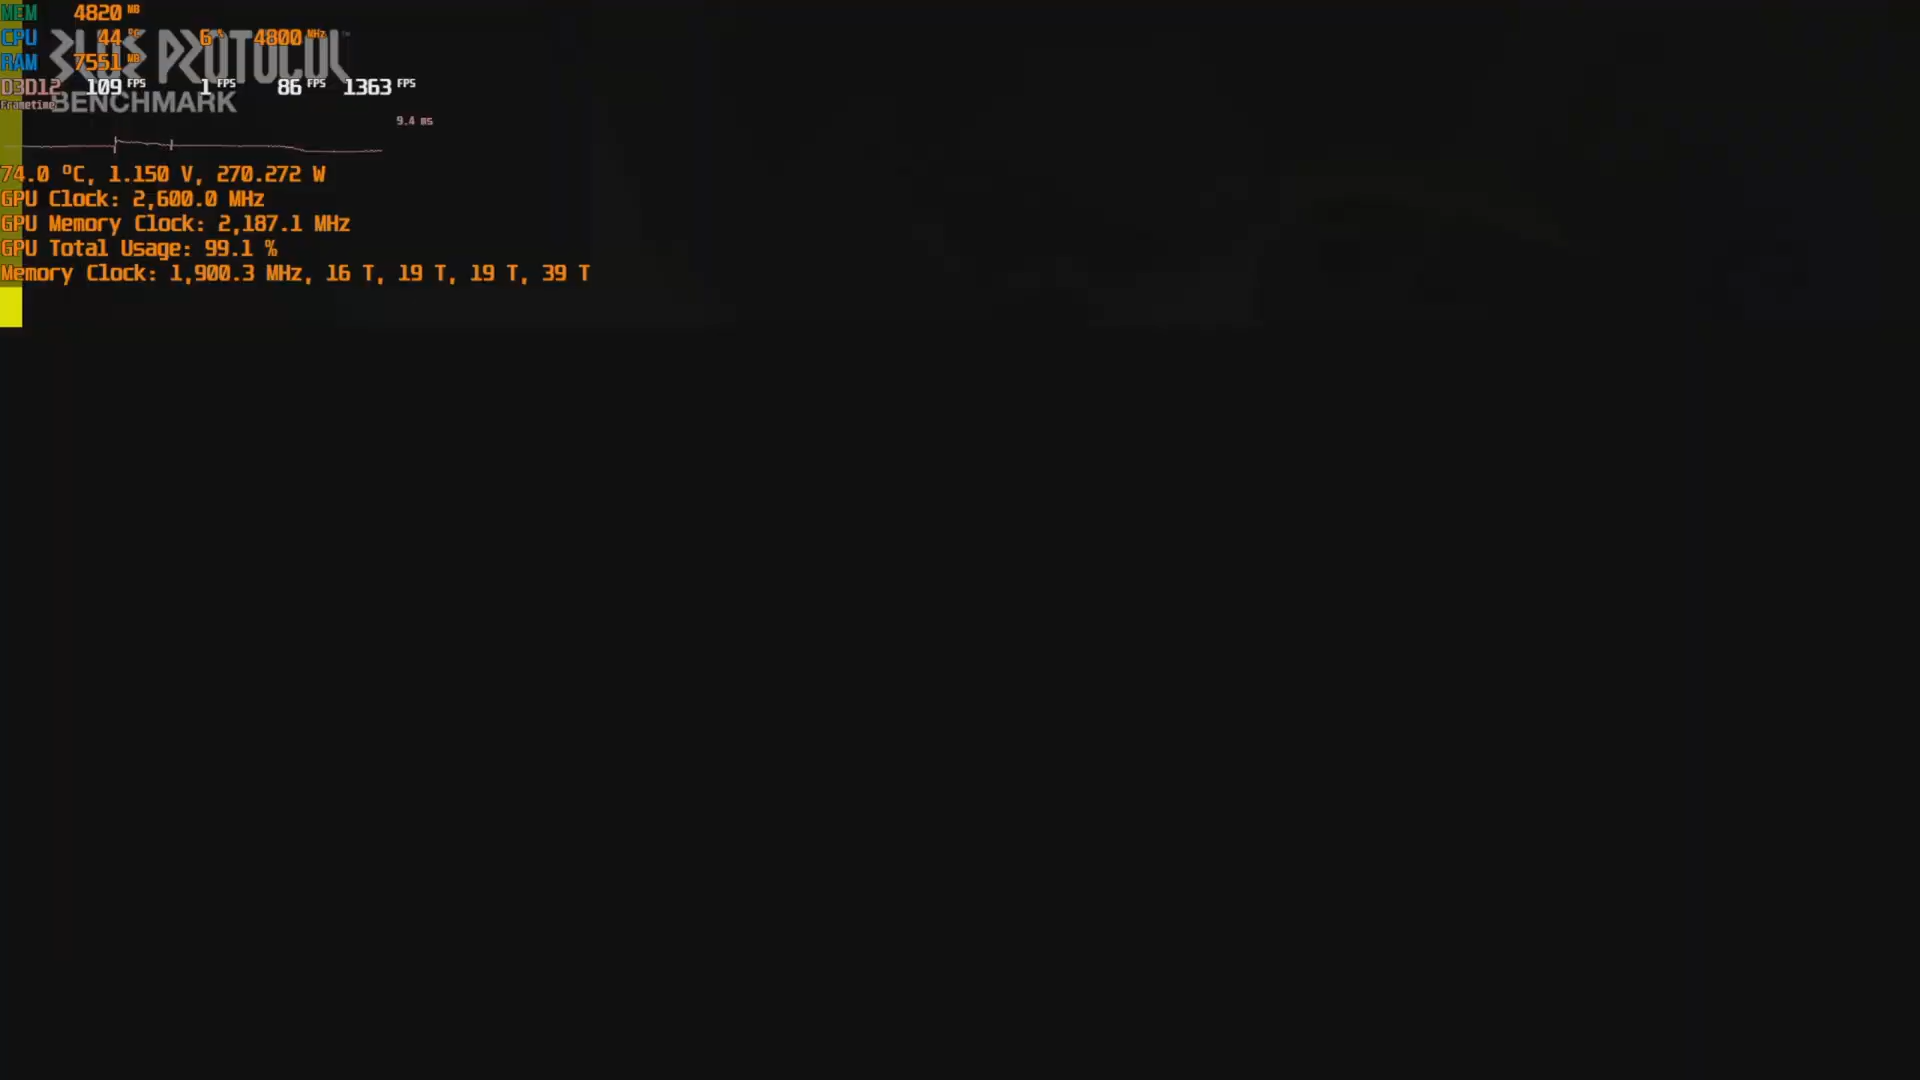 MEM 4820 MB
CPU 44 °C 6 % 4800 MHz
BLUE PROTOCOL™
RAM 7551 MB
D3D12 109 FPS 1 FPS 86 FPS 1363 FPS
Frametime
BENCHMARK
9.4 ms
74.0 °C, 1.150 V, 270.272 W
GPU Clock: 2,600.0 MHz
GPU Memory Clock: 2,187.1 MHz
GPU Total Usage: 99.1 %
Memory Clock: 1,900.3 MHz, 16 T, 19 T, 19 T, 39 T